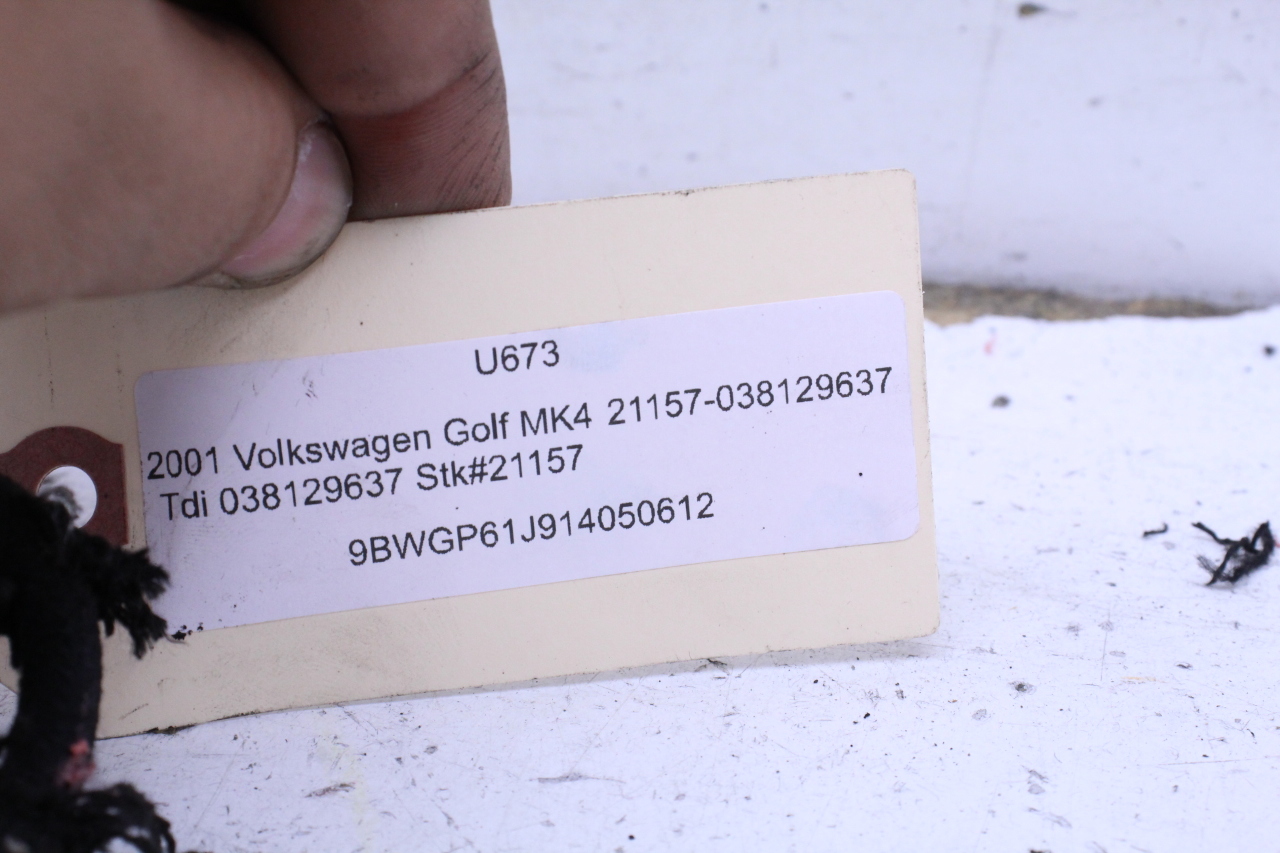 U673
2001 Volkswagen Golf MK4 21157-038129637
Tdi 038129637 Stk#21157
9BWGP61J914050612